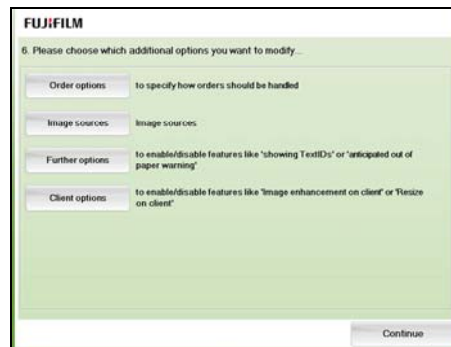 FUJIFILM
6. Please choose which additional options you want to modify...
Order options
to specify how orders should be handled
Image sources
Image sources
Further options
to enable/disable features like 'showing TextIDs' or 'anticipated out of
paper warning'
Client options
to enable/disable features like 'Image enhancement on client' or 'Resize
on client'
Continue